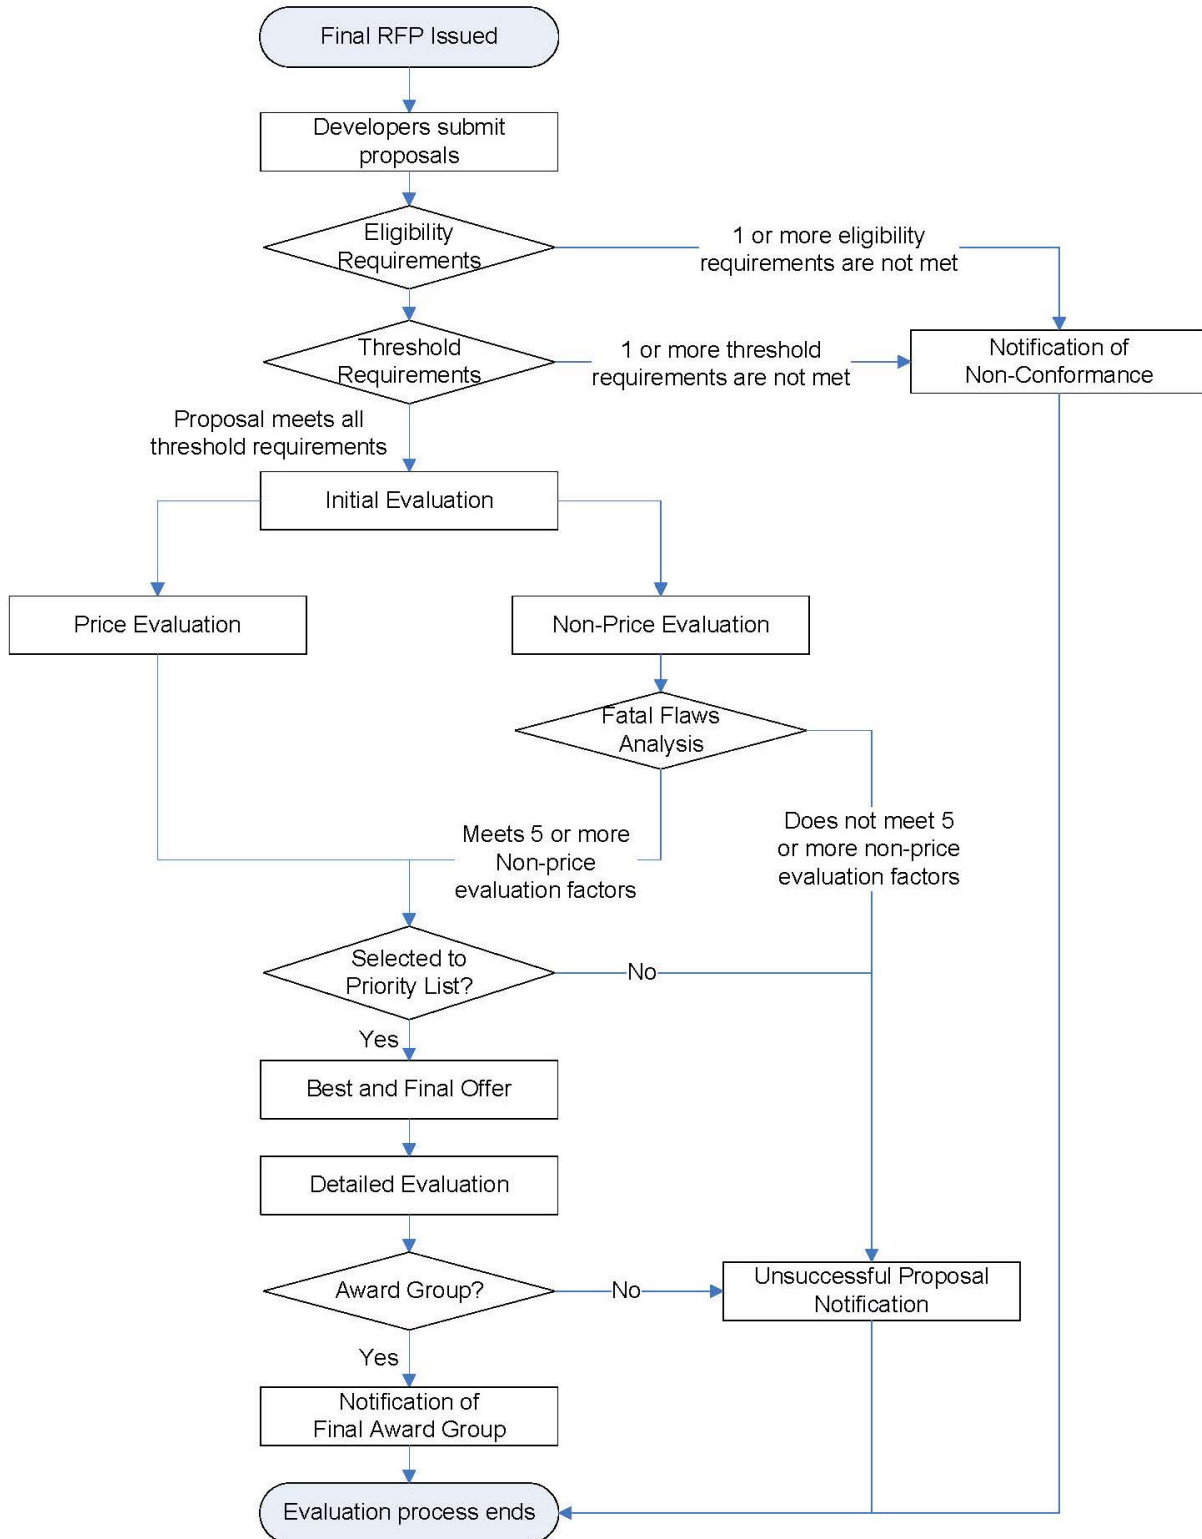 Final RFP Issued
Developers submit
proposals
Eligibility
Requirements
1 or more eligibility
requirements are not met
Threshold
Requirements
1 or more threshold
requirements are not met
Notification of
Non-Conformance
Proposal meets all
threshold requirements
Initial Evaluation
Price Evaluation
Non-Price Evaluation
Fatal Flaws
Analysis
Meets 5 or more
Non-price
evaluation factors
Does not meet 5
or more non-price
evaluation factors
Selected to
Priority List?
No
Yes
Best and Final Offer
Detailed Evaluation
Award Group?
No
Unsuccessful Proposal
Notification
Yes
Notification of
Final Award Group
Evaluation process ends